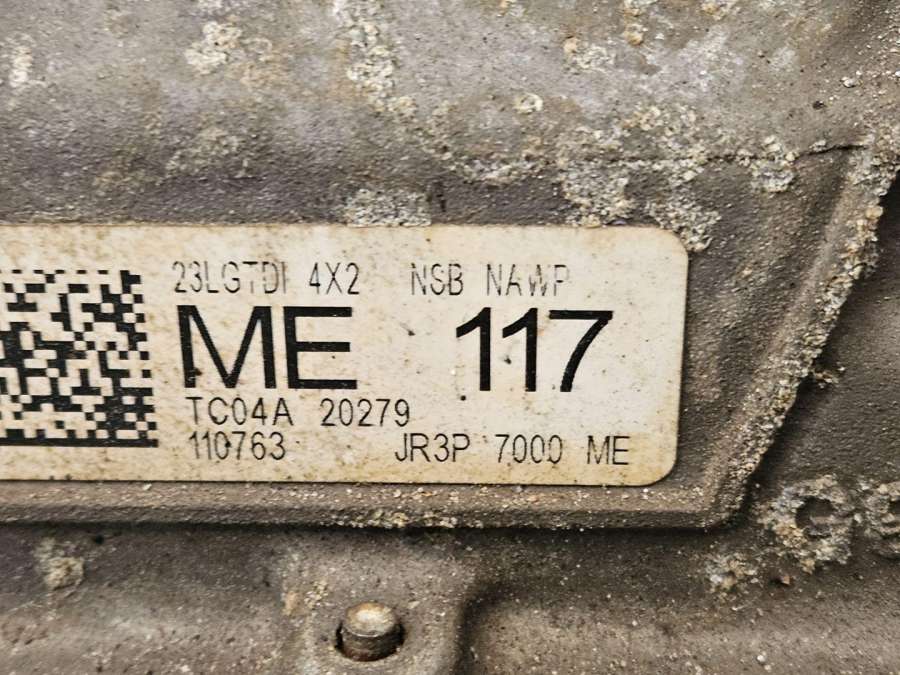 23LGTDI 4X2 NSB NAWP
ME 117
TC04A 20279
110763 JR3P 7000 ME